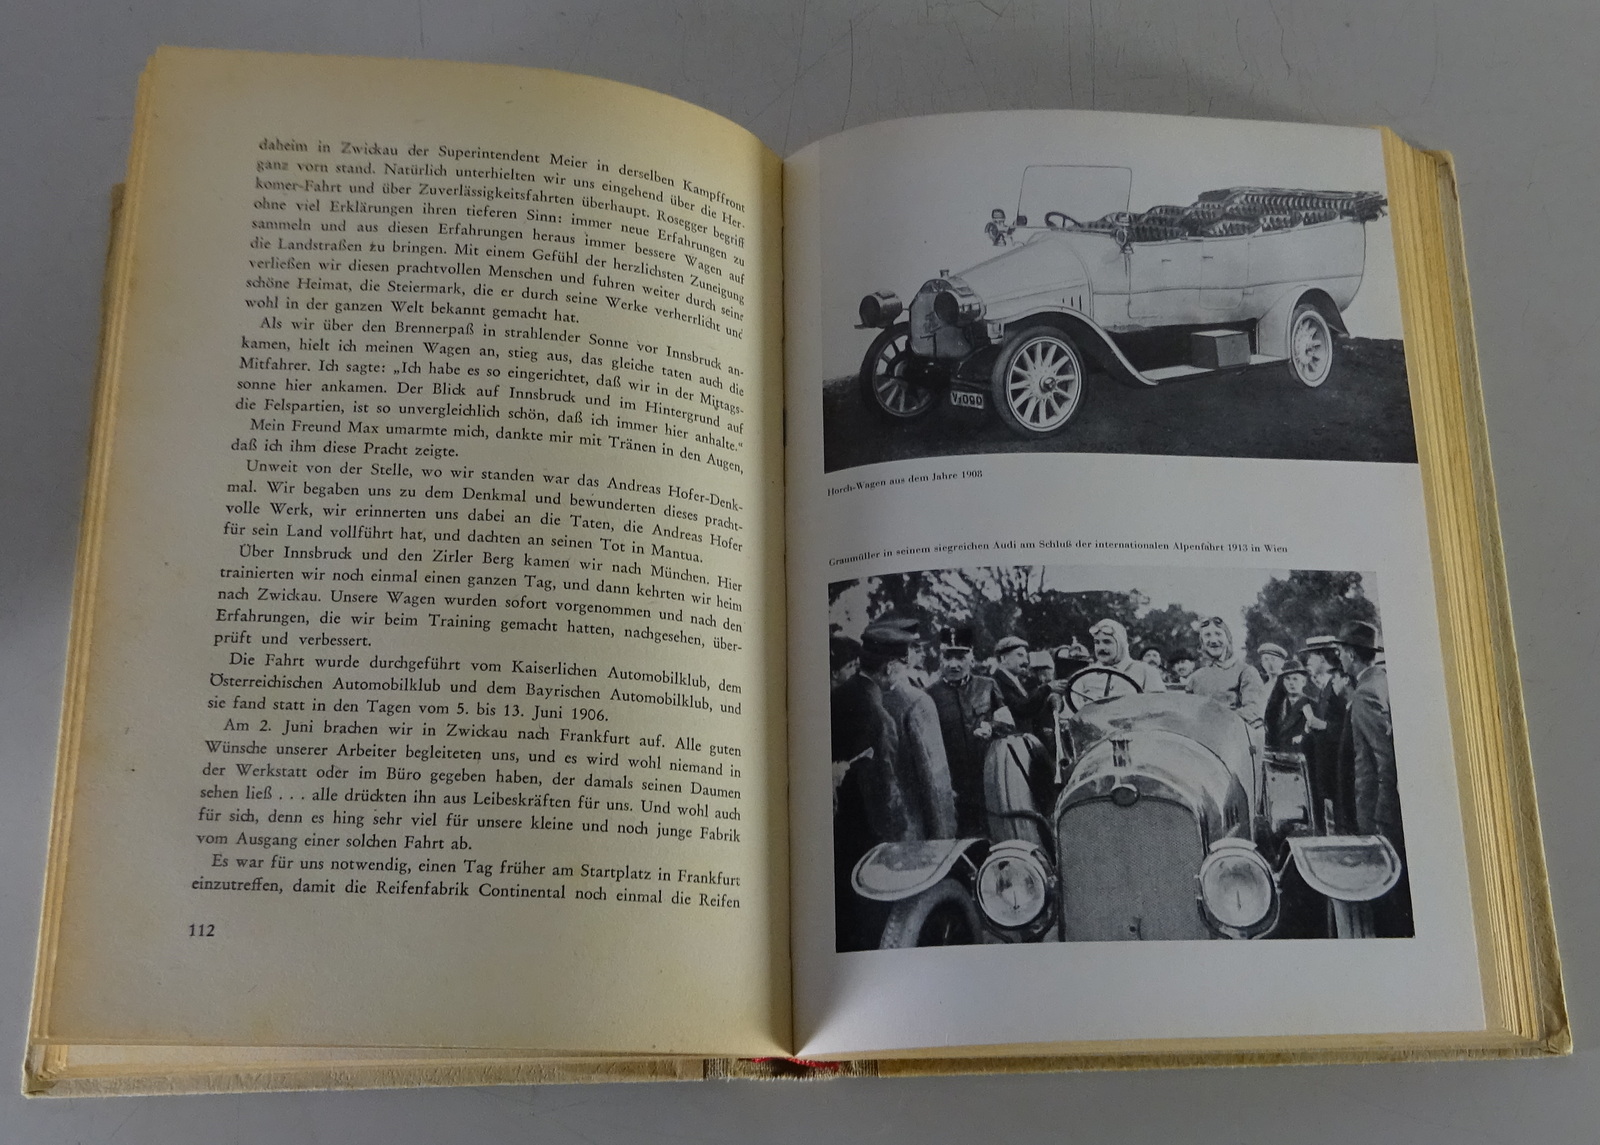 daheim in Zwickau der Superintendent Meier in derselben Kampffront
ganz vorn stand. Natürlich unterhielten wir uns eingehend über die Her-
komer-Fahrt und über Zuverlässigkeitsfahrten überhaupt. Rosegger begriff
ohne viel Erklärungen ihren tieferen Sinn: immer neue Erfahrungen zu
sammeln und aus diesen Erfahrungen heraus immer bessere Wagen auf
die Landstraßen zu bringen. Mit einem Gefühl der herzlichsten Zuneigung
verließen wir diesen prachtvollen Menschen und fuhren weiter durch seine
schöne Heimat, die Steiermark, die er durch seine Werke verherrlicht und
wohl in der ganzen Welt bekannt gemacht hat.
Als wir über den Brennerpaß in strahlender Sonne vor Innsbruck an-
kamen, hielt ich meinen Wagen an, stieg aus, das gleiche taten auch die
Mitfahrer. Ich sagte: „Ich habe es so eingerichtet, daß wir in der Mittags-
sonne hier ankamen. Der Blick auf Innsbruck und im Hintergrund auf
die Felspartien, ist so unvergleichlich schön, daß ich immer hier anhalte.“
Mein Freund Max umarmte mich, dankte mir mit Tränen in den Augen,
daß ich ihm diese Pracht zeigte.
Unweit von der Stelle, wo wir standen war das Andreas Hofer-Denk-
mal. Wir begaben uns zu dem Denkmal und bewunderten dieses pracht-
volle Werk, wir erinnerten uns dabei an die Taten, die Andreas Hofer
für sein Land vollführt hat, und dachten an seinen Tot in Mantua.
Über Innsbruck und den Zirler Berg kamen wir nach München. Hier
trainierten wir noch einmal einen ganzen Tag, und dann kehrten wir heim
nach Zwickau. Unsere Wagen wurden sofort vorgenommen und nach den
Erfahrungen, die wir beim Training gemacht hatten, nachgesehen, über-
prüft und verbessert.
Die Fahrt wurde durchgeführt vom Kaiserlichen Automobilklub, dem
Österreichischen Automobilklub und dem Bayrischen Automobilklub, und
sie fand statt in den Tagen vom 5. bis 13. Juni 1906.
Am 2. Juni brachen wir in Zwickau nach Frankfurt auf. Alle guten
Wünsche unserer Arbeiter begleiteten uns, und es wird wohl niemand in
der Werkstatt oder im Büro gegeben haben, der damals seinen Daumen
sehen ließ . . . alle drückten ihn aus Leibeskräften für uns. Und wohl auch
für sich, denn es hing sehr viel für unsere kleine und noch junge Fabrik
vom Ausgang einer solchen Fahrt ab.
Es war für uns notwendig, einen Tag früher am Startplatz in Frankfurt
einzutreffen, damit die Reifenfabrik Continental noch einmal die Reifen
112
V-090
Horch-Wagen aus dem Jahre 1908
Graumüller in seinem siegreichen Audi am Schluß der internationalen Alpenfahrt 1913 in Wien